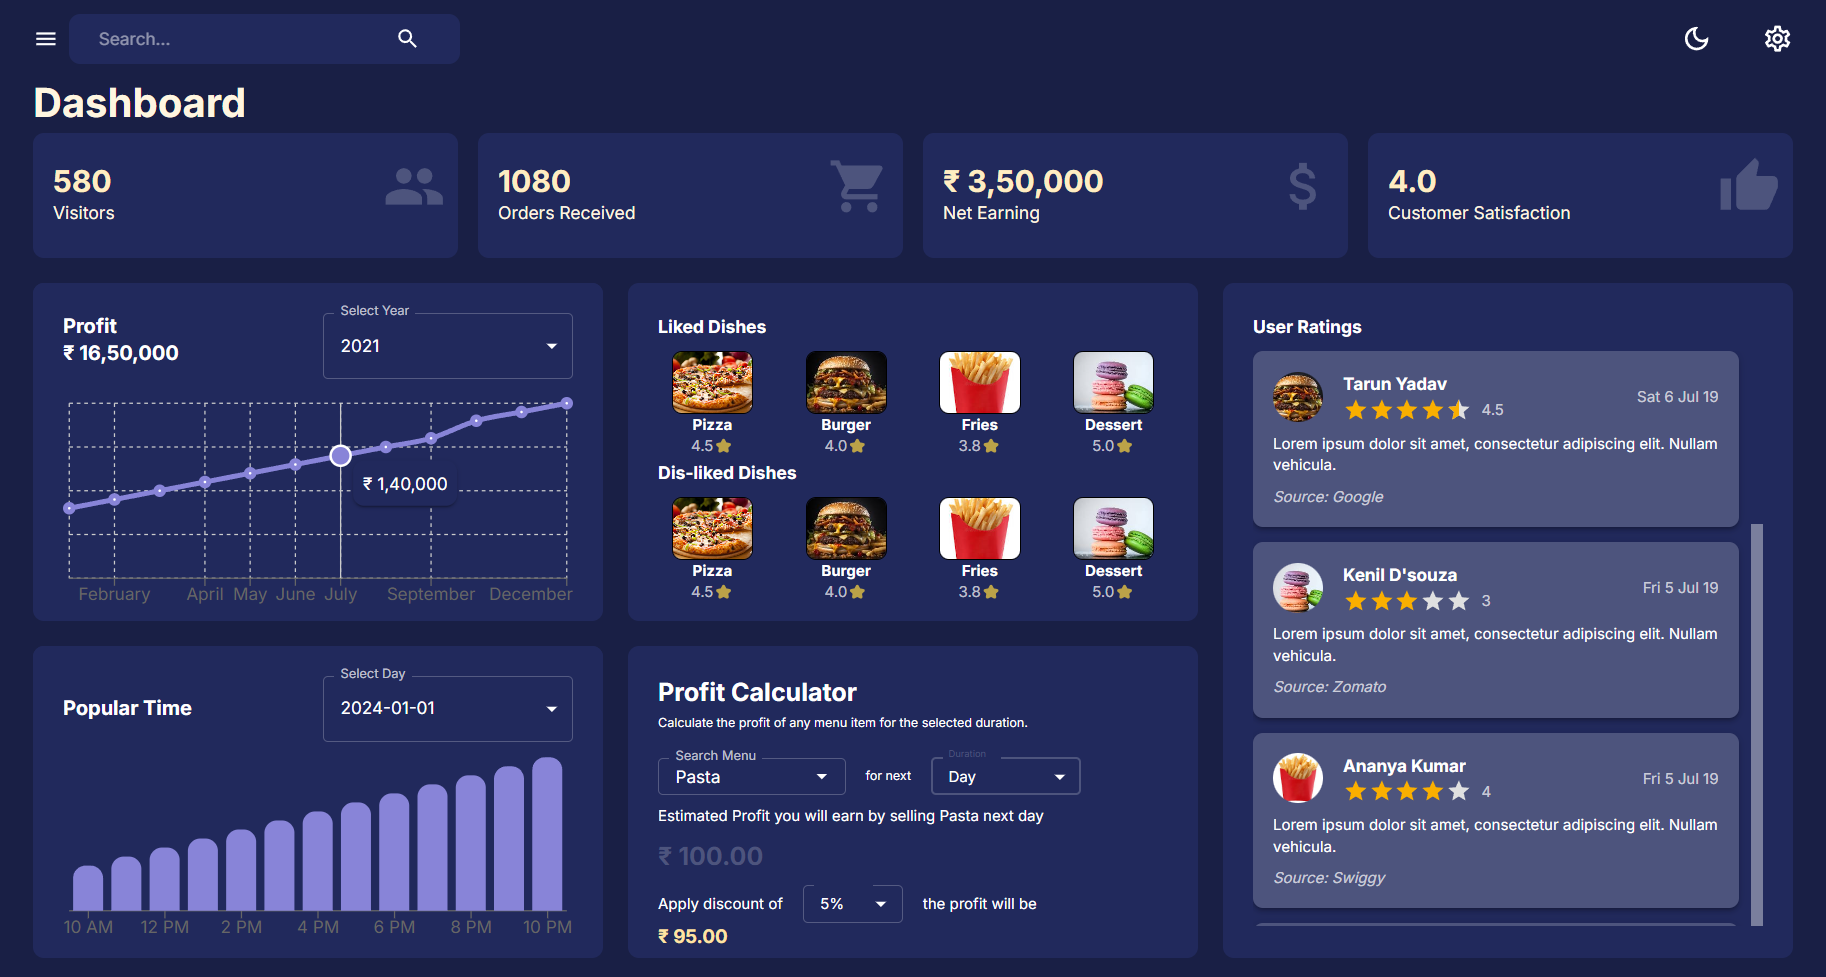 Search...
Dashboard
580
Visitors
1080
Orders Received
₹ 3,50,000
Net Earning
4.0
Customer Satisfaction
Profit
₹ 16,50,000
Select Year
2021
₹ 1,40,000
February April May June July September December
Liked Dishes
Pizza Burger Fries Dessert
4.5 4.0 3.8 5.0
Dis-liked Dishes
Pizza Burger Fries Dessert
4.5 4.0 3.8 5.0
User Ratings
Tarun Yadav
4.5
Sat 6 Jul 19
Lorem ipsum dolor sit amet, consectetur adipiscing elit. Nullam
vehicula.
Source: Google
Kenil D'souza
3
Fri 5 Jul 19
Lorem ipsum dolor sit amet, consectetur adipiscing elit. Nullam
vehicula.
Source: Zomato
Ananya Kumar
4
Fri 5 Jul 19
Lorem ipsum dolor sit amet, consectetur adipiscing elit. Nullam
vehicula.
Source: Swiggy
Popular Time
Select Day
2024-01-01
10 AM 12 PM 2 PM 4 PM 6 PM 8 PM 10 PM
Profit Calculator
Calculate the profit of any menu item for the selected duration.
Search Menu
Pasta
for next
Duration
Day
Estimated Profit you will earn by selling Pasta next day
₹ 100.00
Apply discount of 5% the profit will be
₹ 95.00